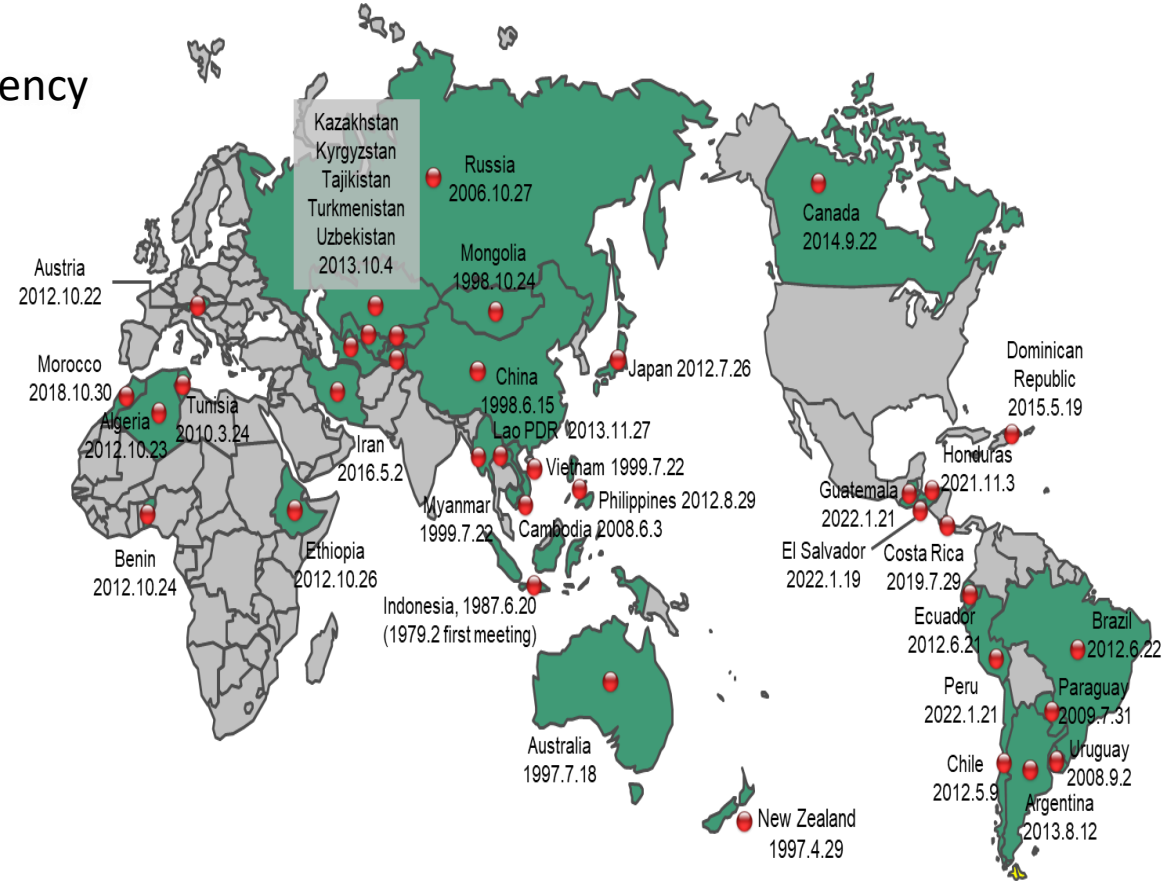 ency
Kazakhstan
Kyrgyzstan
Tajikistan
Turkmenistan
Uzbekistan
2013.10.4
Russia
2006.10.27
Mongolia
1998.10.24
Canada
2014.9.22
Austria
2012.10.22
Morocco
2018.10.30
Algeria
2012.10.23
Tunisia
2010.3.24
Iran
2016.5.2
China
1998.6.15
Japan 2012.7.26
Lao PDR 2013.11.27
Vietnam 1999.7.22
Philippines 2012.8.29
Myanmar
1999.7.22
Cambodia 2008.6.3
Benin
2012.10.24
Ethiopia
2012.10.26
Indonesia, 1987.6.20
(1979.2 first meeting)
Australia
1997.7.18
New Zealand
1997.4.29
Dominican
Republic
2015.5.19
Honduras
2021.11.3
Guatemala
2022.1.21
El Salvador
2022.1.19
Costa Rica
2019.7.29
Ecuador
2012.6.21
Brazil
2012.6.22
Peru
2022.1.21
Paraguay
2009.7.31
Chile
2012.5.9
Uruguay
2008.9.2
Argentina
2013.8.12